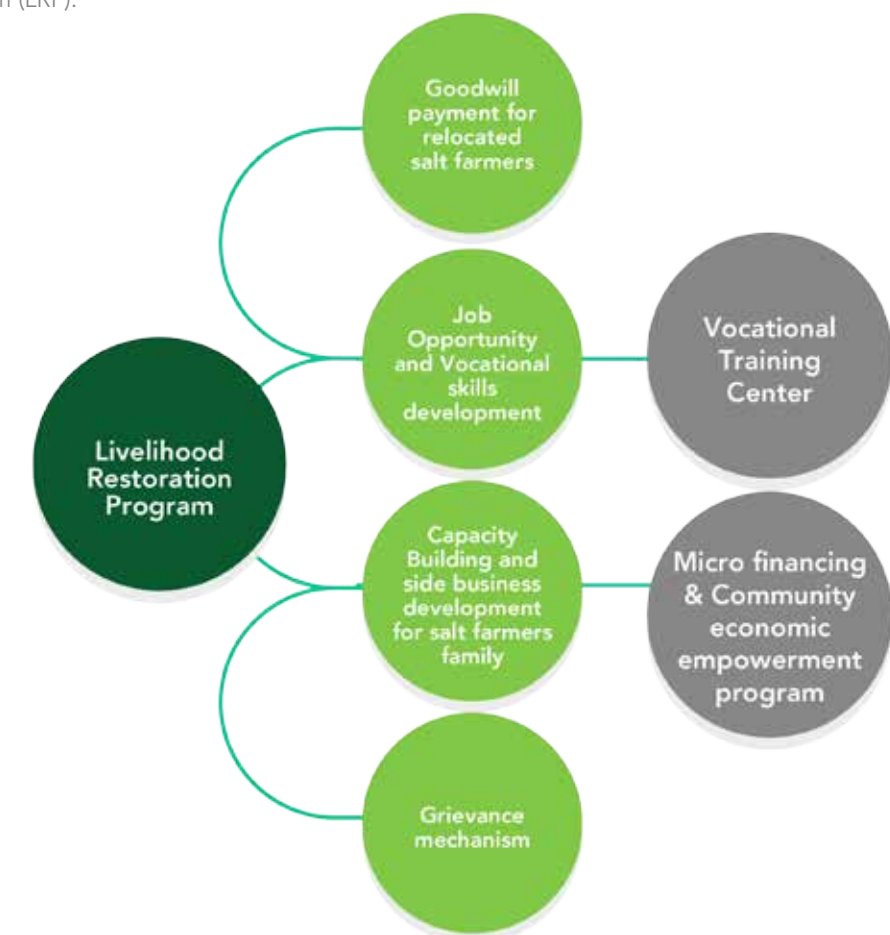 Goodwill
payment for
relocated
salt farmers
Job
Opportunity
and Vocational
skills
development
Vocational
Training
Center
Livelihood
Restoration
Program
Capacity
Building and
side business
development
for salt farmers
family
Micro financing
& Community
economic
empowerment
program
Grievance
mechanism